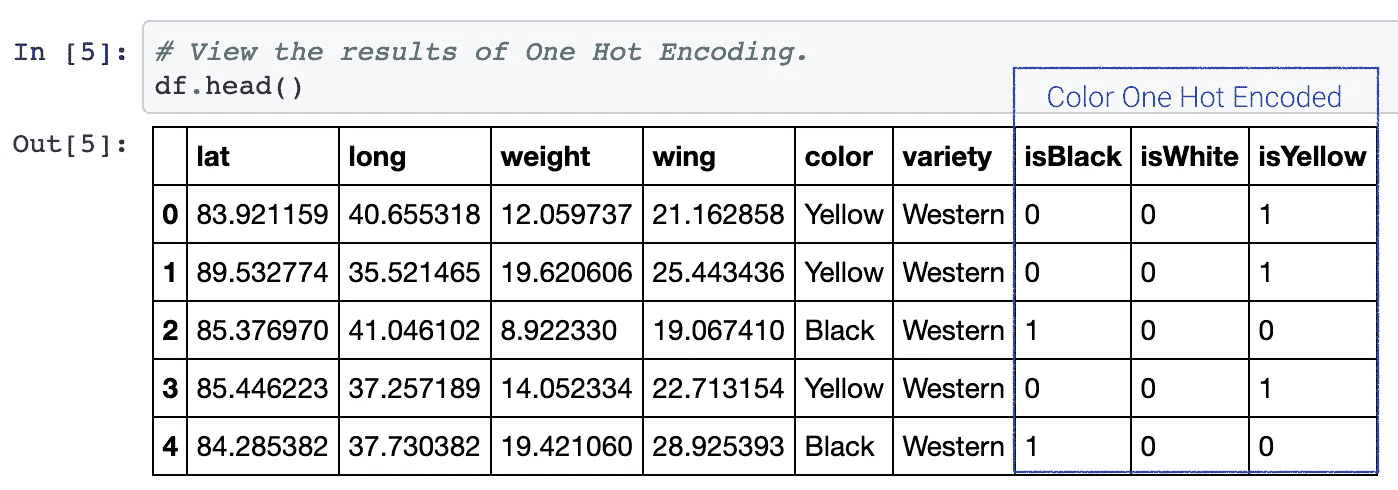 In [5]: # View the results of One Hot Encoding.
df.head()
Color One Hot Encoded
Out[5]:
lat long weight wing color variety isBlack isWhite isYellow
0 83.921159 40.655318 12.059737 21.162858 Yellow Western 0 0 1
1 89.532774 35.521465 19.620606 25.443436 Yellow Western 0 0 1
2 85.376970 41.046102 8.922330 19.067410 Black Western 1 0 0
3 85.446223 37.257189 14.052334 22.713154 Yellow Western 0 0 1
4 84.285382 37.730382 19.421060 28.925393 Black Western 1 0 0